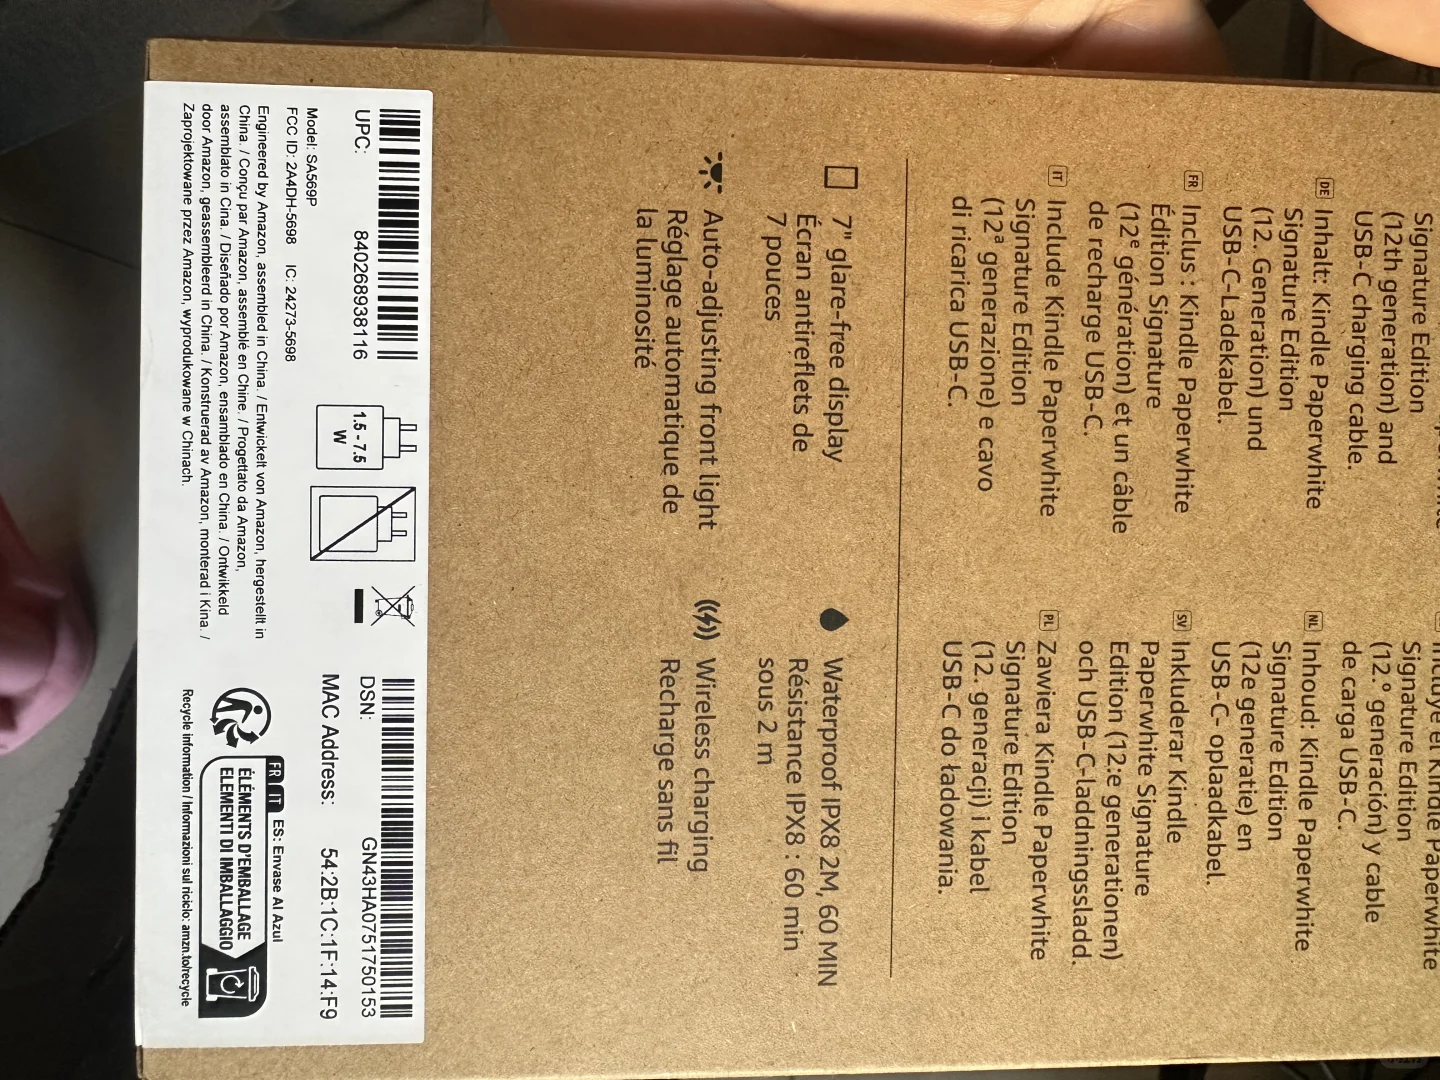 Signature Edition
(12th generation) and
USB-C charging cable.
DE Inhalt: Kindle Paperwhite
Signature Edition
(12. Generation) und
USB-C-Ladekabel.
FR Inclus : Kindle Paperwhite
Édition Signature
(12ᵉ génération) et un câble
de recharge USB-C.
IT Include Kindle Paperwhite
Signature Edition
(12ª generazione) e cavo
di ricarica USB-C.
Incluye el Kindle Paperwhite
Signature Edition
(12.º generación) y cable
de carga USB-C.
NL Inhoud: Kindle Paperwhite
Signature Edition
(12e generatie) en
USB-C- oplaadkabel.
SV Inkluderar Kindle
Paperwhite Signature
Edition (12:e generationen)
och USB-C-laddningssladd.
PL Zawiera Kindle Paperwhite
Signature Edition
(12. generacji) i kabel
USB-C do ładowania.
7" glare-free display
Écran antireflets de
7 pouces
Waterproof IPX8 2M, 60 MIN
Résistance IPX8 : 60 min
sous 2 m
Auto-adjusting front light
Réglage automatique de
la luminosité
Wireless charging
Recharge sans fil
UPC: 840268938116
Model: SA569P
FCC ID: 2A4DH-5698 IC: 24273-5698
1.5 - 7.5
W
Engineered by Amazon, assembled in China. / Entwickelt von Amazon, hergestellt in
China. / Conçu par Amazon, assemblé en Chine. / Progettato da Amazon,
assemblato in Cina. / Diseñado por Amazon, ensamblado en China. / Ontwikkeld
door Amazon, geassembleerd in China. / Konstruerad av Amazon, monterad i Kina. /
Zaprojektowane przez Amazon, wyprodukowane w Chinach.
DSN: GN43HA0751750153
MAC Address: 54:2B:1C:1F:14:F9
FR IT ES: Envase Al Azul
ÉLÉMENTS D'EMBALLAGE
ELEMENTI DI IMBALLAGGIO
Recycle information / Informazioni sul riciclo: amzn.to/recycle